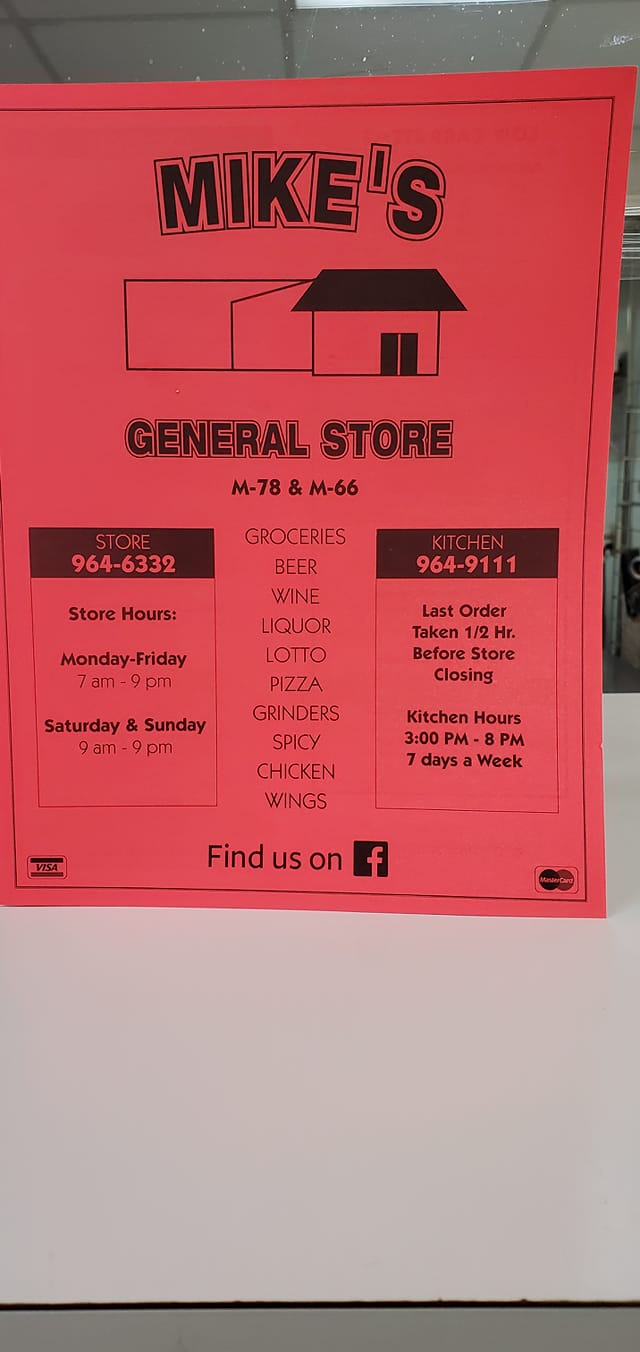 MIKE'S
GENERAL STORE
M-78 & M-66
STORE
964-6332
Store Hours:
Monday-Friday
7 am - 9 pm
Saturday & Sunday
9 am - 9 pm
GROCERIES
BEER
WINE
LIQUOR
LOTTO
PIZZA
GRINDERS
SPICY
CHICKEN
WINGS
KITCHEN
964-9111
Last Order
Taken 1/2 Hr.
Before Store
Closing
Kitchen Hours
3:00 PM - 8 PM
7 days a Week
Find us on f
VISA
MasterCard